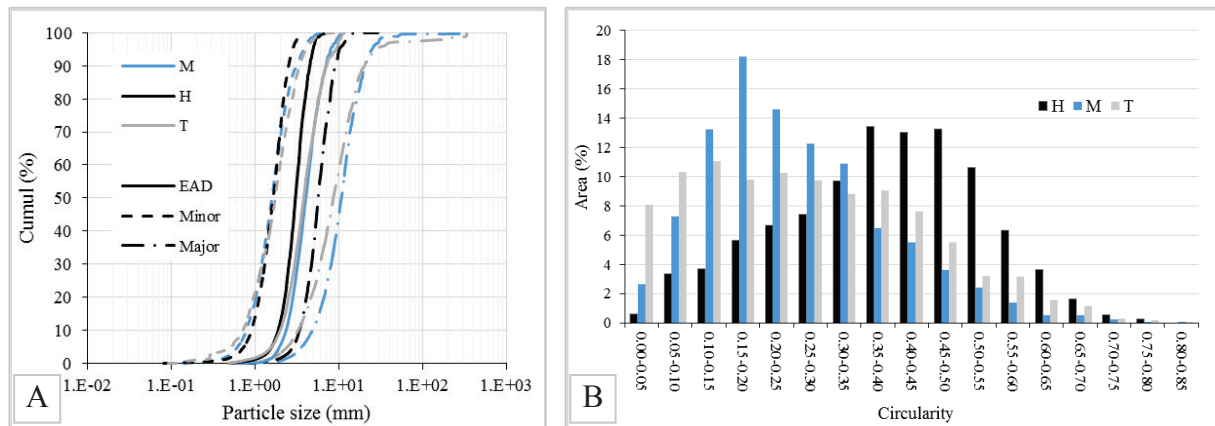 100
90
80
70
60
50
40
30
20
10
0
Cumul (%)
M
H
T
EAD
Minor
Major
1.E-02 1.E-01 1.E+00 1.E+01 1.E+02 1.E+03
Particle size (mm)
A
20
18
16
14
12
10
8
6
4
2
0
Area (%)
H M T
0.00-0.05
0.05-0.10
0.10-0.15
0.15-0.20
0.20-0.25
0.25-0.30
0.30-0.35
0.35-0.40
0.40-0.45
0.45-0.50
0.50-0.55
0.55-0.60
0.60-0.65
0.65-0.70
0.70-0.75
0.75-0.80
0.80-0.85
Circularity
B